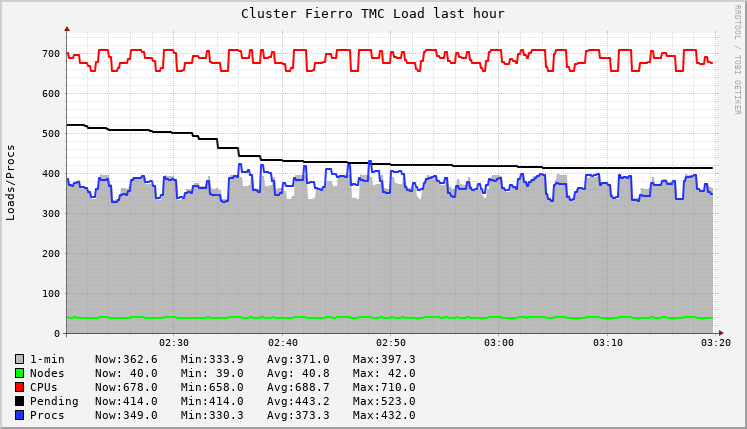 Cluster Fierro TMC Load last hour
RRDTOOL / TOBI OETIKER
Loads/Procs
700
600
500
400
300
200
100
0
02:30 02:40 02:50 03:00 03:10 03:20
1-min Now:362.6 Min:333.9 Avg:371.0 Max:397.3
Nodes Now: 40.0 Min: 39.0 Avg: 40.8 Max: 42.0
CPUs Now:678.0 Min:658.0 Avg:688.7 Max:710.0
Pending Now:414.0 Min:414.0 Avg:443.2 Max:523.0
Procs Now:349.0 Min:330.3 Avg:373.3 Max:432.0